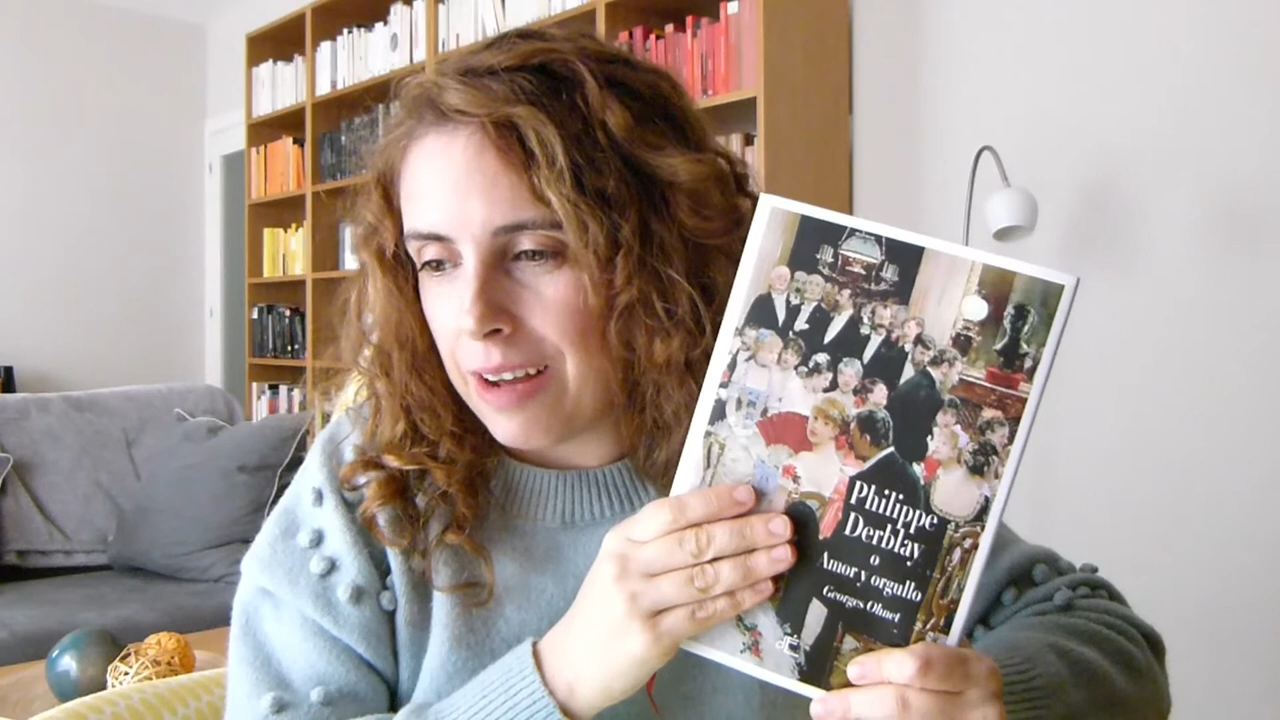 Philippe
Derblay
o
Amor y orgullo
Georges Ohnet